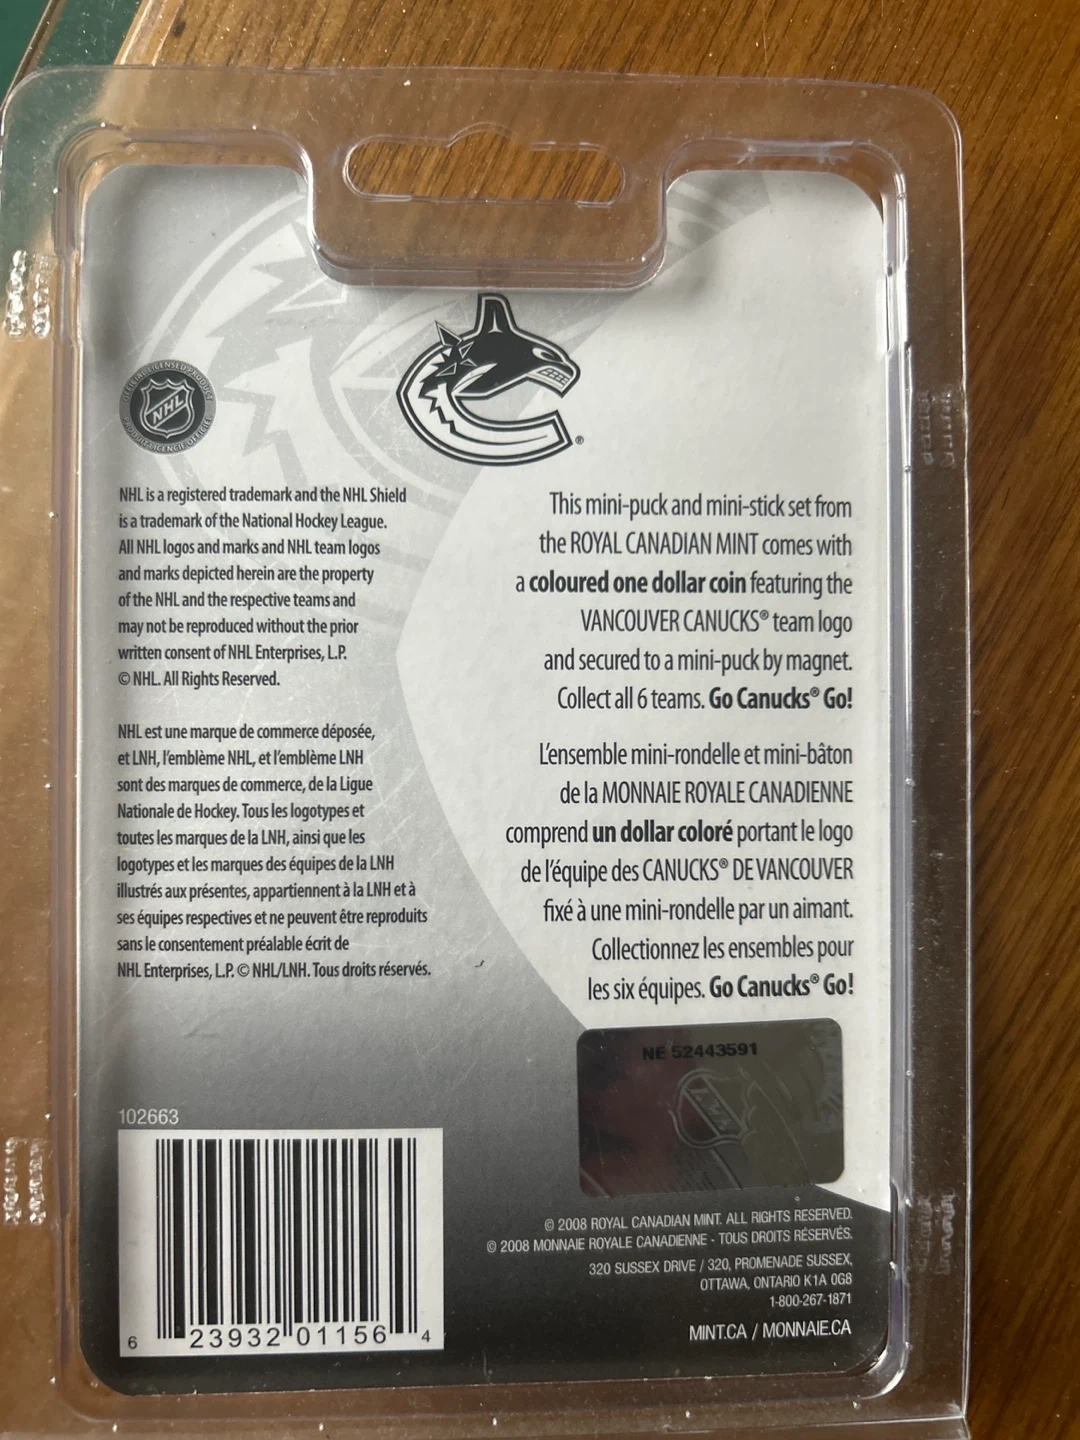 OFFICIAL LICENSED PRODUCT
NHL
PRODUIT LICENCIÉ OFFICIEL
®
NHL is a registered trademark and the NHL Shield
is a trademark of the National Hockey League.
All NHL logos and marks and NHL team logos
and marks depicted herein are the property
of the NHL and the respective teams and
may not be reproduced without the prior
written consent of NHL Enterprises, L.P.
© NHL. All Rights Reserved.
NHL est une marque de commerce déposée,
et LNH, l'emblème NHL, et l'emblème LNH
sont des marques de commerce, de la Ligue
Nationale de Hockey. Tous les logotypes et
toutes les marques de la LNH, ainsi que les
logotypes et les marques des équipes de la LNH
illustrés aux présentes, appartiennent à la LNH et à
ses équipes respectives et ne peuvent être reproduits
sans le consentement préalable écrit de
NHL Enterprises, L.P. © NHL/LNH. Tous droits réservés.
This mini-puck and mini-stick set from
the ROYAL CANADIAN MINT comes with
a coloured one dollar coin featuring the
VANCOUVER CANUCKS® team logo
and secured to a mini-puck by magnet.
Collect all 6 teams. Go Canucks® Go!
L'ensemble mini-rondelle et mini-bâton
de la MONNAIE ROYALE CANADIENNE
comprend un dollar coloré portant le logo
de l'équipe des CANUCKS® DE VANCOUVER
fixé à une mini-rondelle par un aimant.
Collectionnez les ensembles pour
les six équipes. Go Canucks® Go!
NE 52443591
102663
6 23932 01156 4
© 2008 ROYAL CANADIAN MINT. ALL RIGHTS RESERVED.
© 2008 MONNAIE ROYALE CANADIENNE - TOUS DROITS RÉSERVÉS.
320 SUSSEX DRIVE / 320, PROMENADE SUSSEX,
OTTAWA, ONTARIO K1A 0G8
1-800-267-1871
MINT.CA / MONNAIE.CA